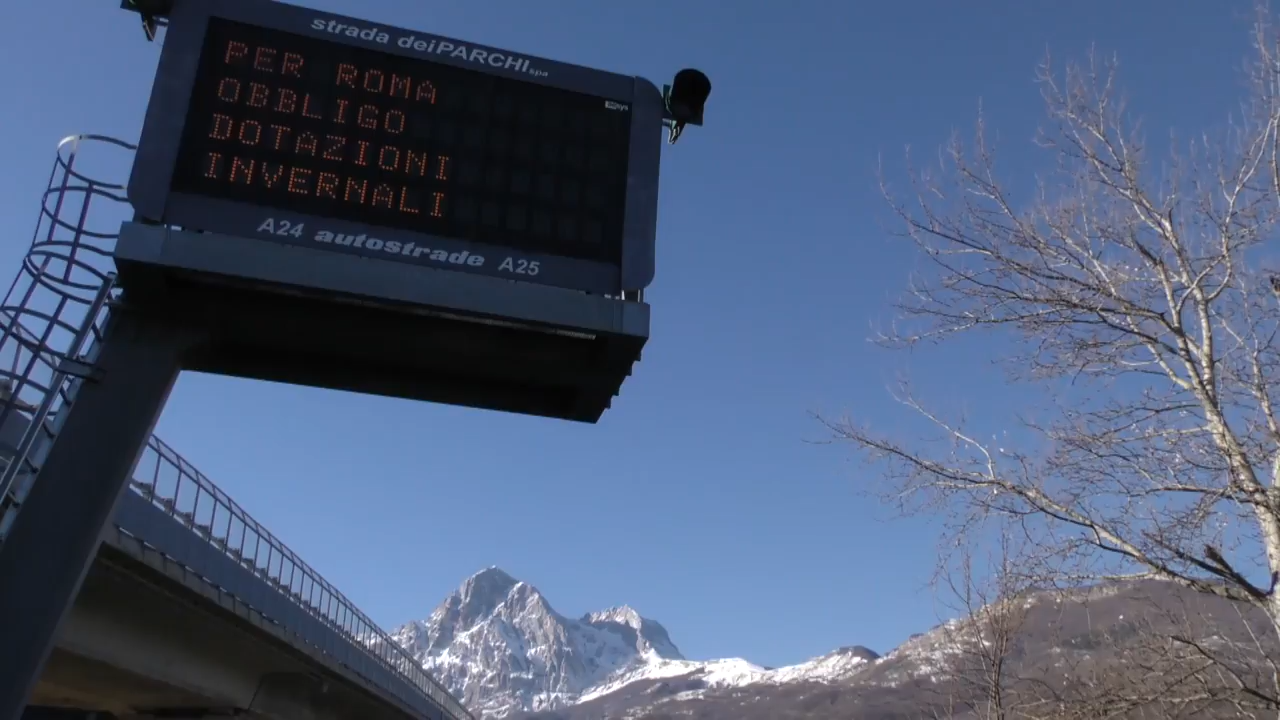 strada deiPARCHI spa
PER ROMA
OBBLIGO
DOTAZIONI
INVERNALI
A24 autostrade A25